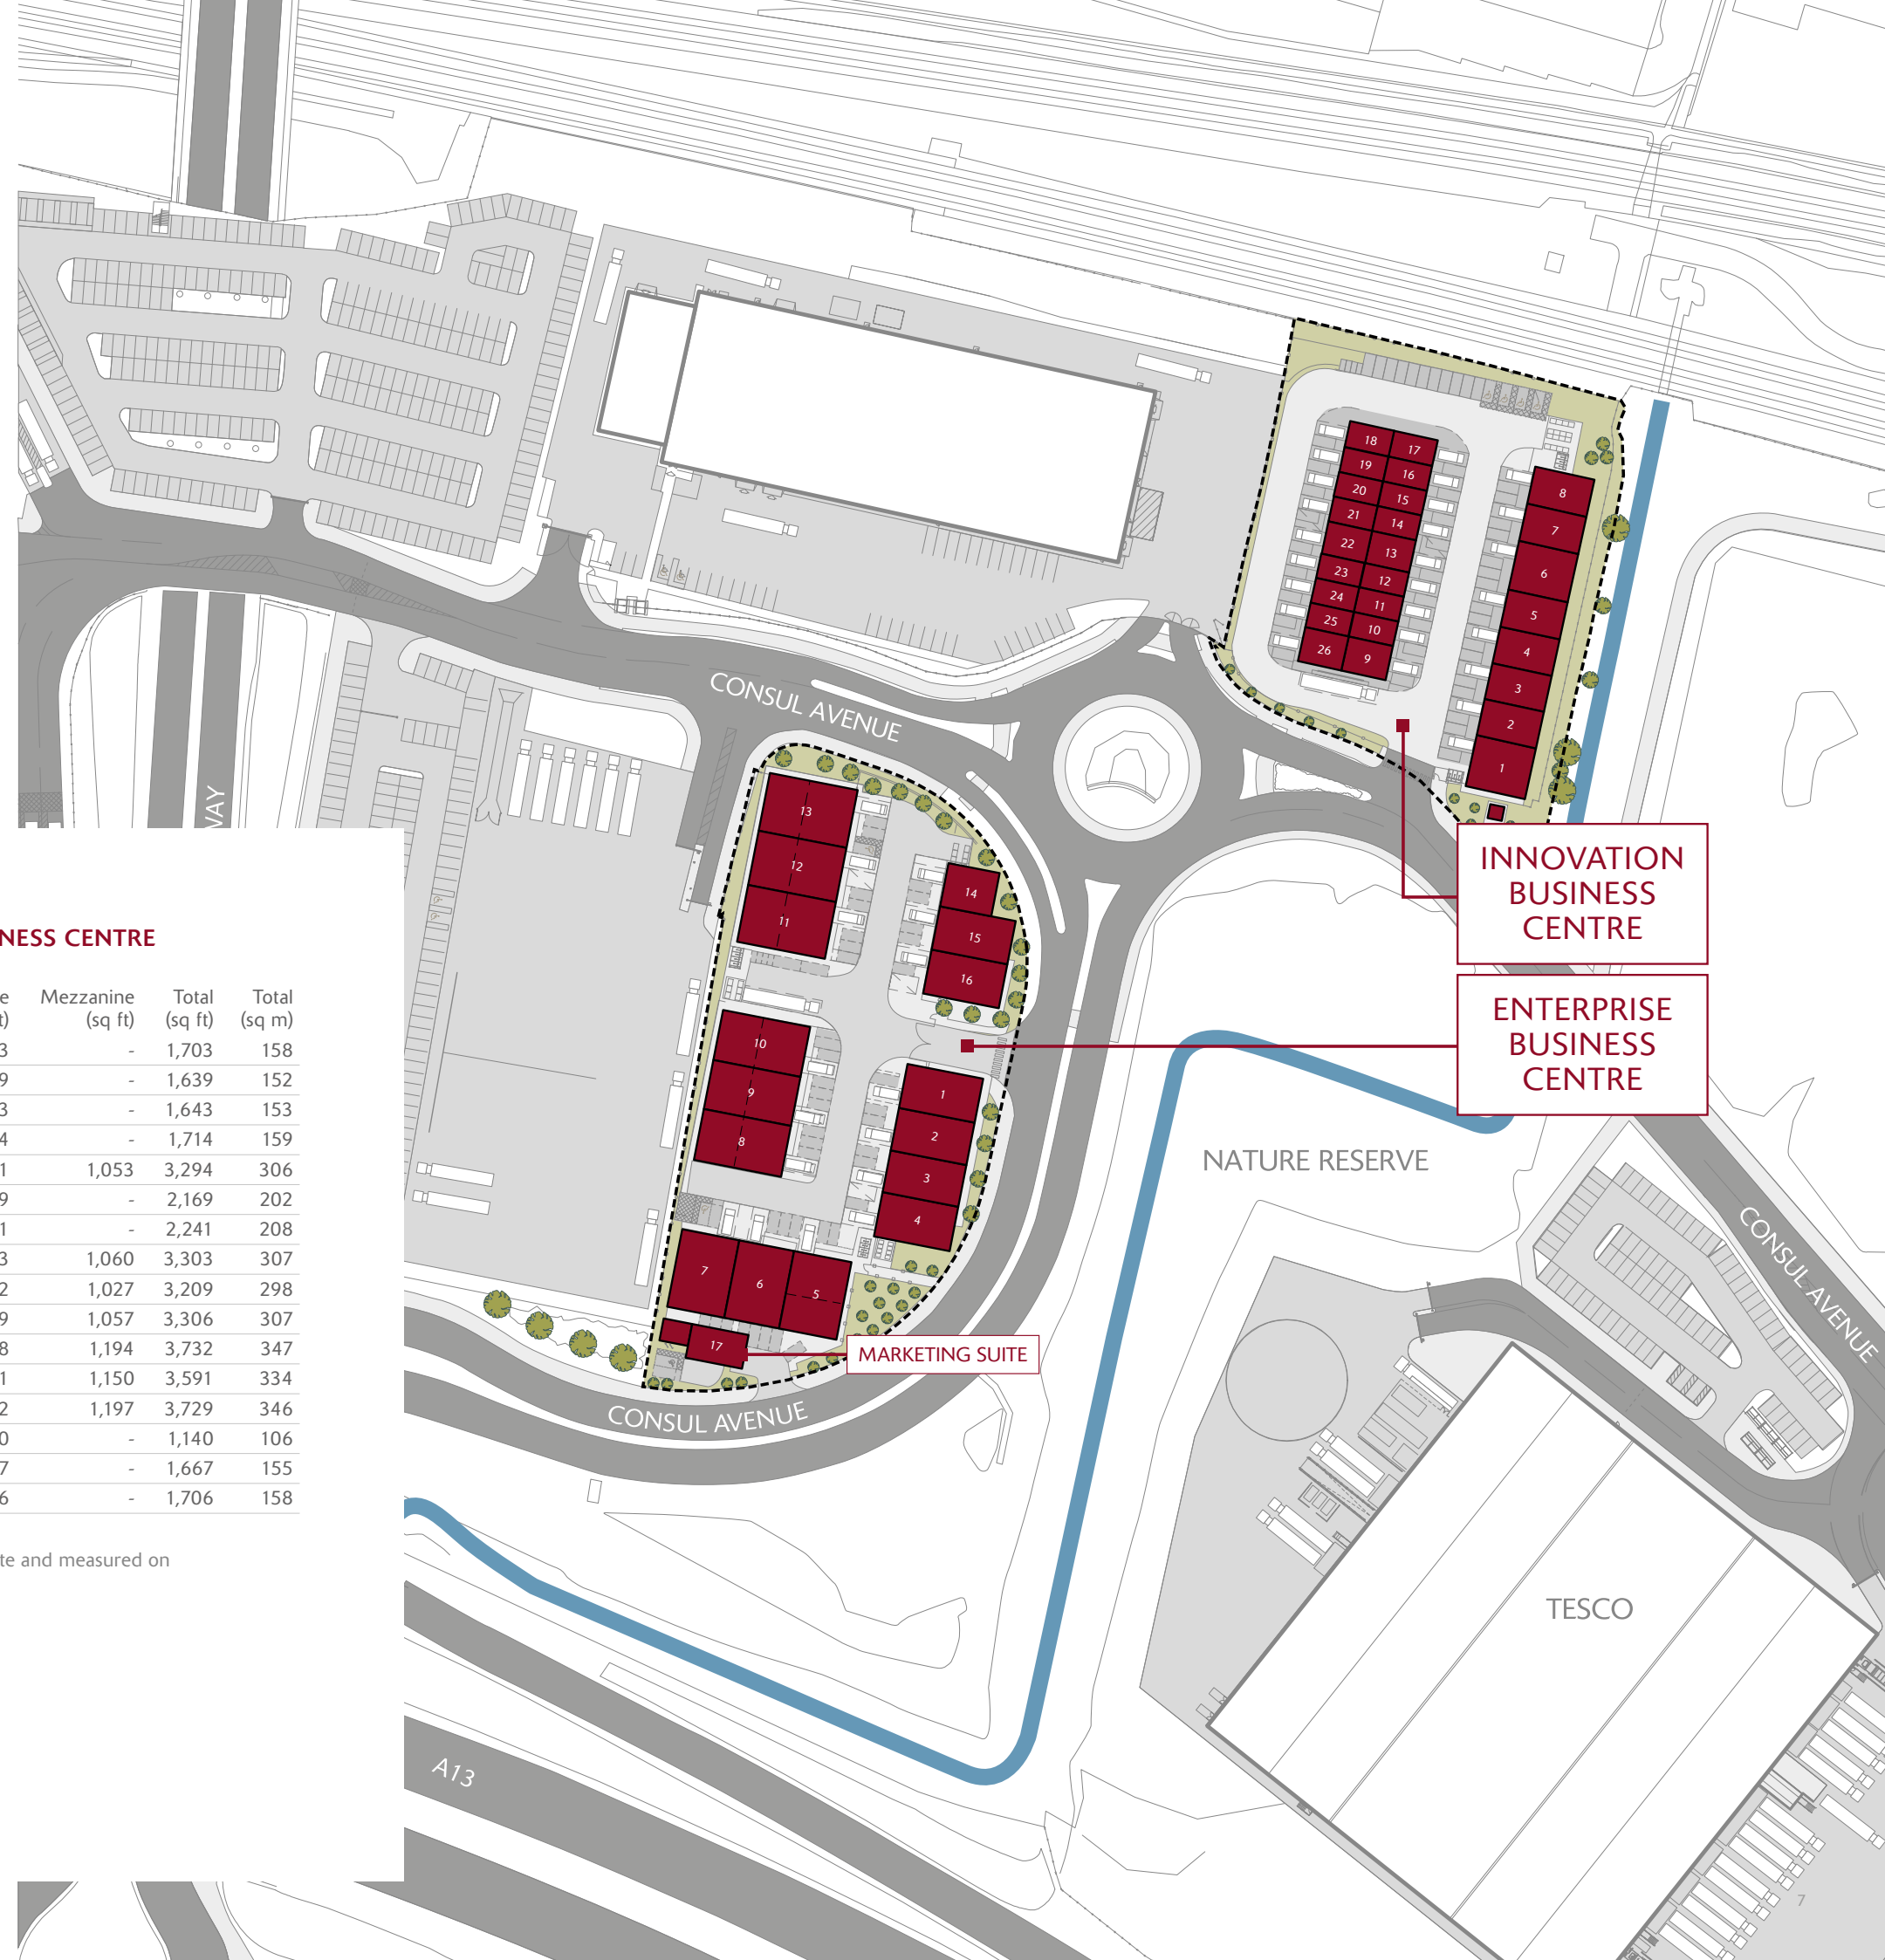 18 17
19 16
20 15
21 14
22 13
23 12
24 11
25 10
26 9
8
7
6
5
4
3
2
1
CONSUL AVENUE
WAY
13
12
11
14
15
16
10
9
8
1
2
3
4
7 6 5
17
MARKETING SUITE
CONSUL AVENUE
INNOVATION
BUSINESS
CENTRE
ENTERPRISE
BUSINESS
CENTRE
NATURE RESERVE
CONSUL AVENUE
TESCO
A13
NESS CENTRE
e Mezzanine Total Total
t) (sq ft) (sq ft) (sq m)
3 - 1,703 158
9 - 1,639 152
3 - 1,643 153
4 - 1,714 159
1 1,053 3,294 306
9 - 2,169 202
1 - 2,241 208
3 1,060 3,303 307
2 1,027 3,209 298
9 1,057 3,306 307
8 1,194 3,732 347
1 1,150 3,591 334
2 1,197 3,729 346
0 - 1,140 106
7 - 1,667 155
6 - 1,706 158
te and measured on
7